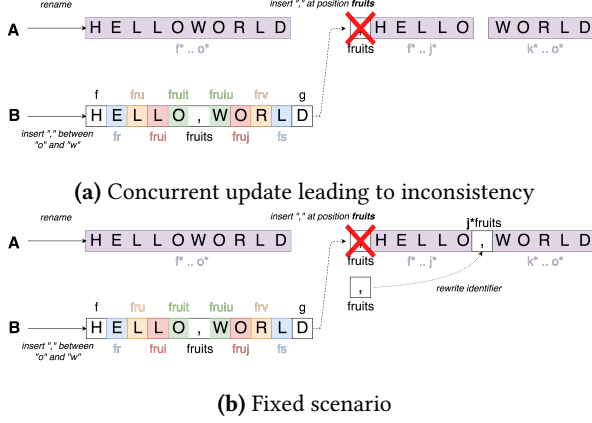 rename
insert "," at position fruits
A
H E L L O W O R L D
, H E L L O W O R L D
f* .. o*
fruits
f* .. j*
k* .. o*
f fru fruit fruiu frv g
B
H E L L O , W O R L D
insert "," between
"o" and "w"
fr frui fruits fruj fs
(a) Concurrent update leading to inconsistency
rename
insert "," at position fruits
j*fruits
A
H E L L O W O R L D
, H E L L O , W O R L D
f* .. o*
fruits
f* .. j*
k* .. o*
,
rewrite identifier
fruits
f fru fruit fruiu frv g
B
H E L L O , W O R L D
insert "," between
"o" and "w"
fr frui fruits fruj fs
(b) Fixed scenario